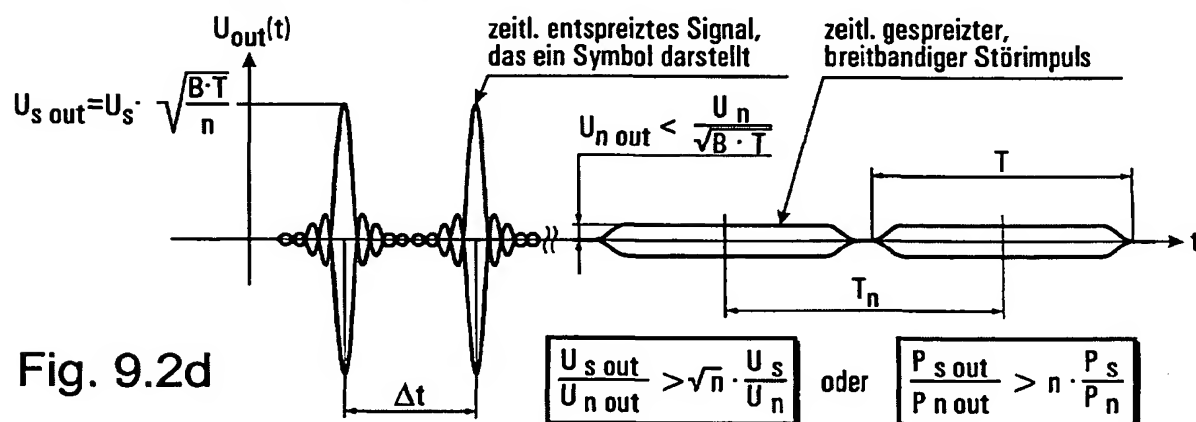 U_out(t)
zeitl. entspreiztes Signal,
das ein Symbol darstellt
zeitl. gespreizter,
breitbandiger Störimpuls
U_s out=U_s· √(B·T/n)
U_n out < U_n/√(B · T)
T
t
T_n
Δt
Fig. 9.2d
U_s out/U_n out >√n · U_s/U_n oder P_s out/P_n out > n · P_s/P_n